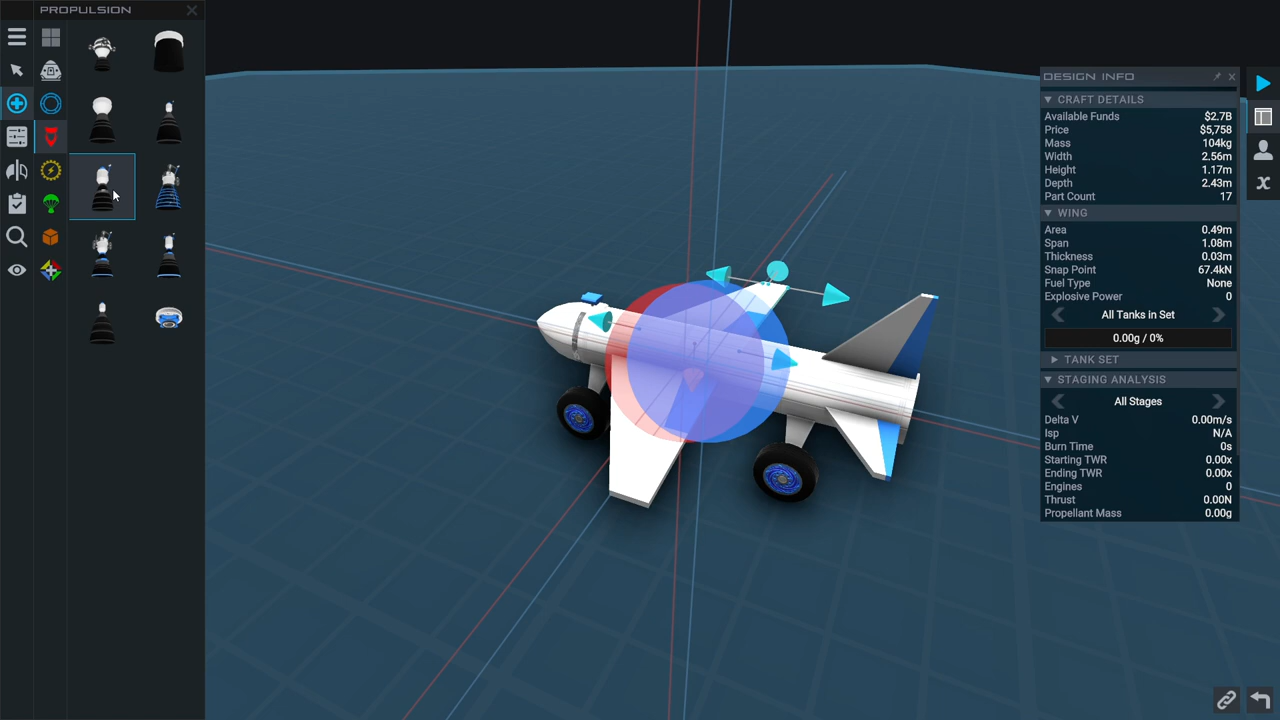 PROPULSION
DESIGN INFO
CRAFT DETAILS
Available Funds $2.7B
Price $5,758
Mass 104kg
Width 2.56m
Height 1.17m
Depth 2.43m
Part Count 17
WING
Area 0.49m
Span 1.08m
Thickness 0.03m
Snap Point 67.4kN
Fuel Type None
Explosive Power 0
All Tanks in Set
0.00g / 0%
TANK SET
STAGING ANALYSIS
All Stages
Delta V 0.00m/s
Isp N/A
Burn Time 0s
Starting TWR 0.00x
Ending TWR 0.00x
Engines 0
Thrust 0.00N
Propellant Mass 0.00g